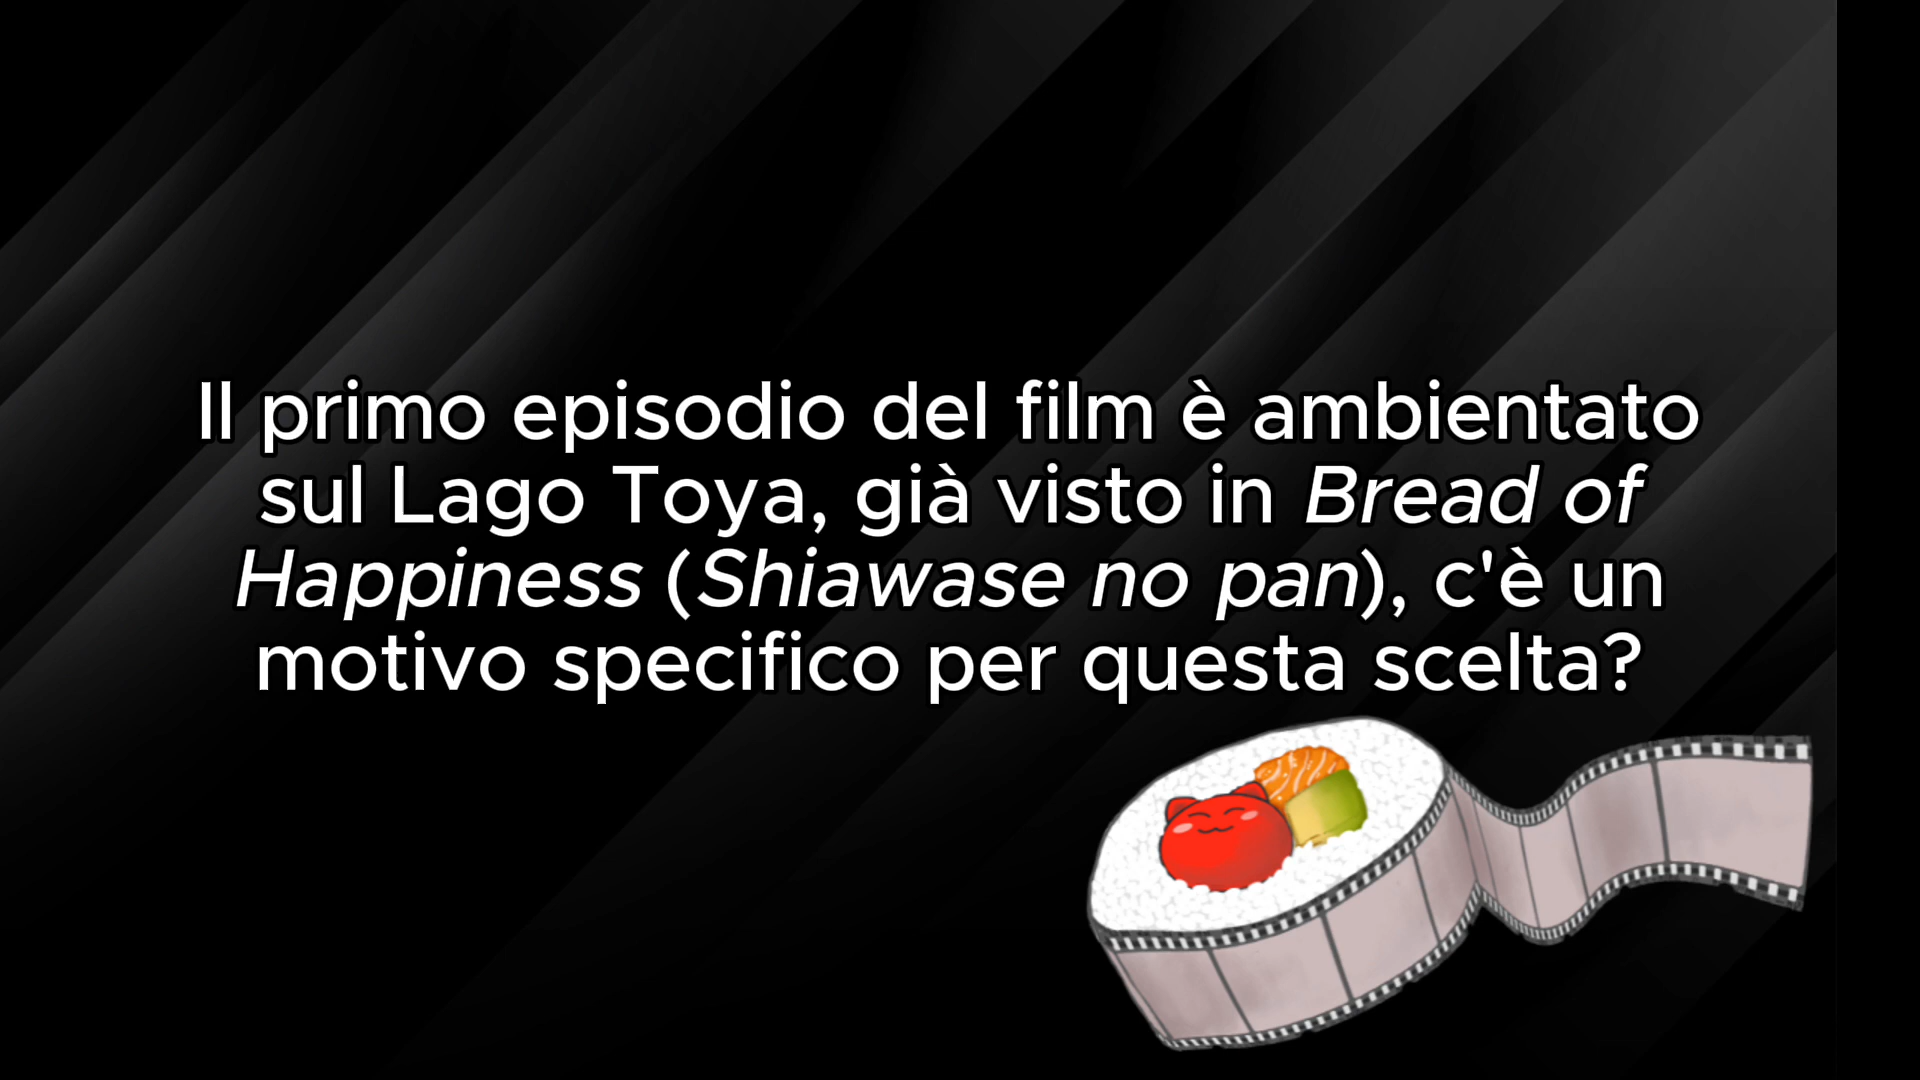 Il primo episodio del film è ambientato
sul Lago Toya, già visto in Bread of
Happiness (Shiawase no pan), c'è un
motivo specifico per questa scelta?